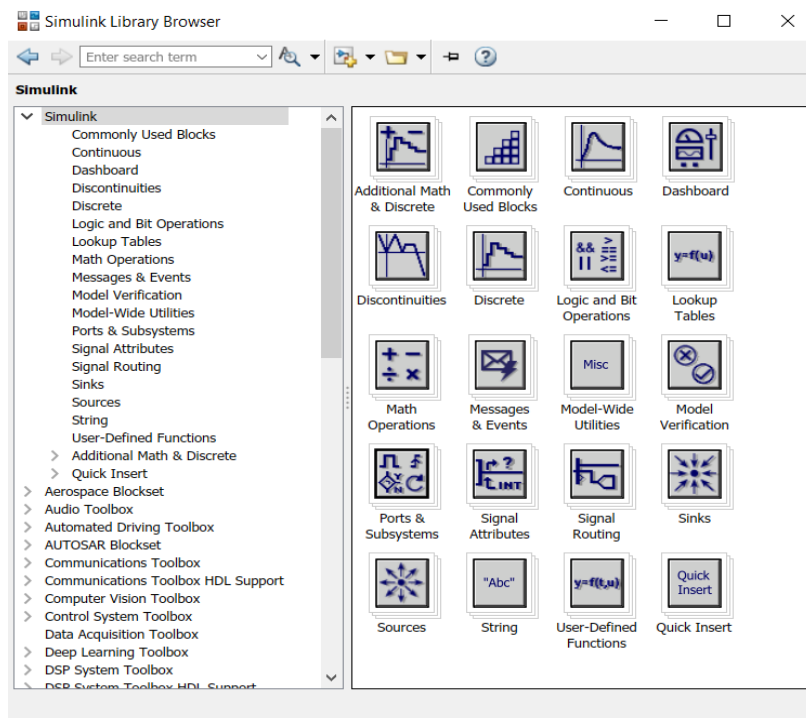 Simulink Library Browser
Enter search term
Simulink
Simulink
Commonly Used Blocks
Continuous
Dashboard
Discontinuities
Discrete
Logic and Bit Operations
Lookup Tables
Math Operations
Messages & Events
Model Verification
Model-Wide Utilities
Ports & Subsystems
Signal Attributes
Signal Routing
Sinks
Sources
String
User-Defined Functions
Additional Math & Discrete
Quick Insert
Aerospace Blockset
Audio Toolbox
Automated Driving Toolbox
AUTOSAR Blockset
Communications Toolbox
Communications Toolbox HDL Support
Computer Vision Toolbox
Control System Toolbox
Data Acquisition Toolbox
Deep Learning Toolbox
DSP System Toolbox
DSP System Toolbox HDL Support
Additional Math
& Discrete
Commonly
Used Blocks
Continuous
Dashboard
Discontinuities
Discrete
&& >
|| ==
>=
<=
Logic and Bit
Operations
y=f(u)
Lookup
Tables
+ −
÷ ×
Math
Operations
Messages
& Events
Misc
Model-Wide
Utilities
Model
Verification
Y
N
Ports &
Subsystems
?
INT
Signal
Attributes
Signal
Routing
Sinks
Sources
"Abc"
String
y=f(t,u)
User-Defined
Functions
Quick
Insert
Quick Insert